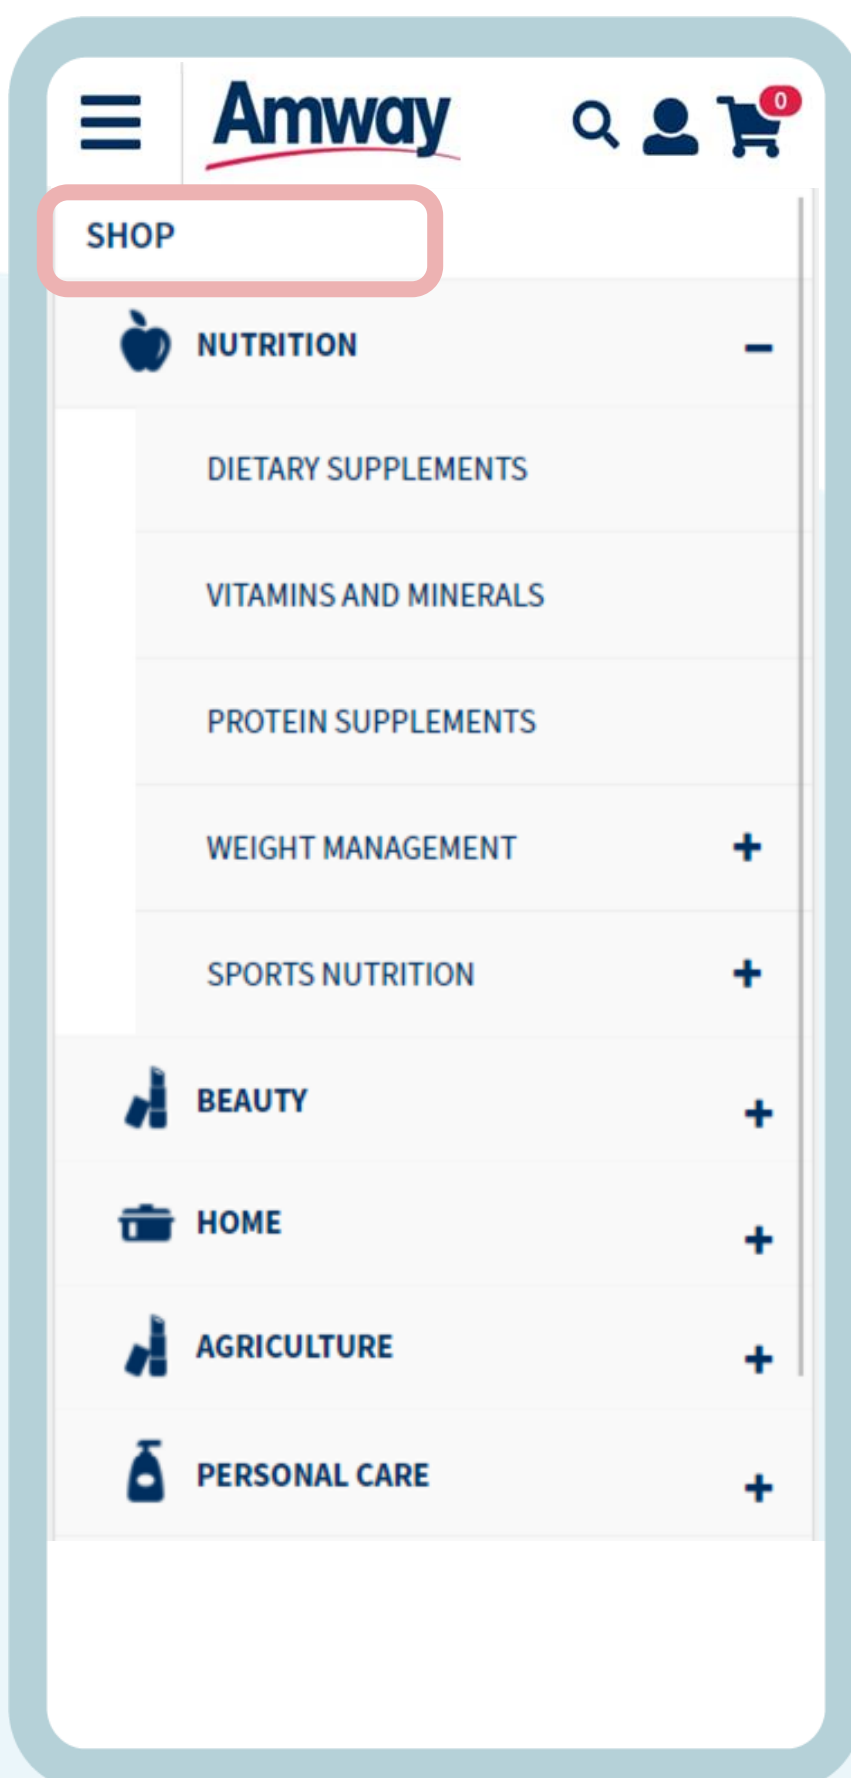 Amway
0
SHOP
NUTRITION
DIETARY SUPPLEMENTS
VITAMINS AND MINERALS
PROTEIN SUPPLEMENTS
WEIGHT MANAGEMENT
SPORTS NUTRITION
BEAUTY
HOME
AGRICULTURE
PERSONAL CARE